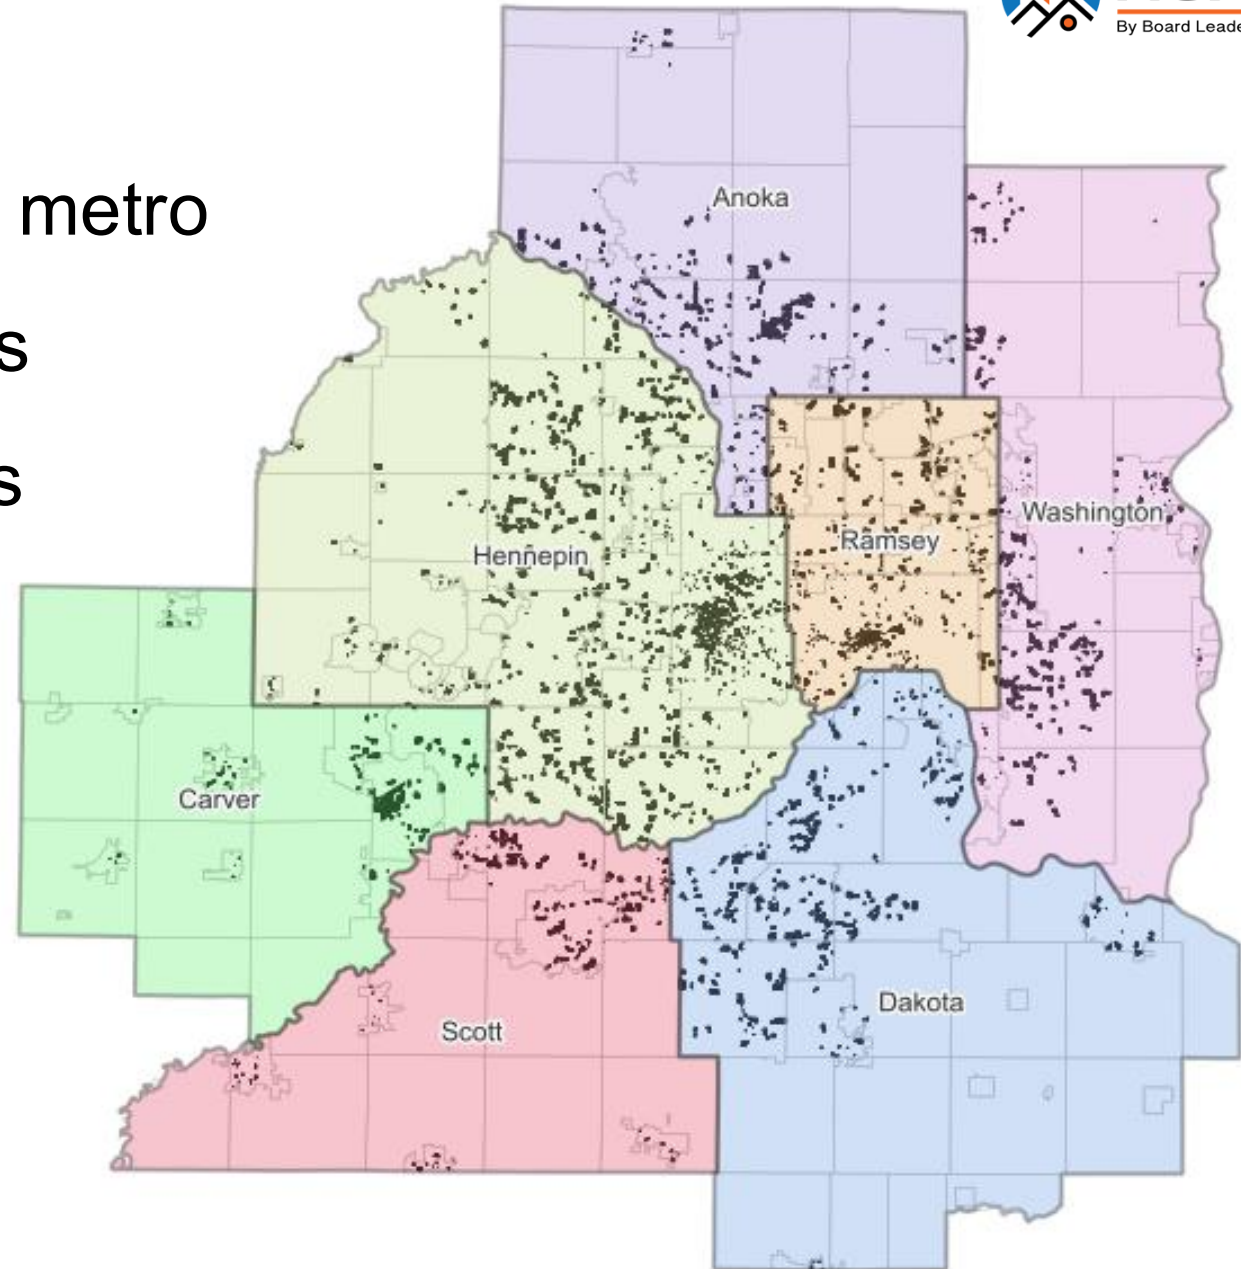 By Board Leade
metro
s
s
Anoka
Washington
Ramsey
Hennepin
Carver
Dakota
Scott